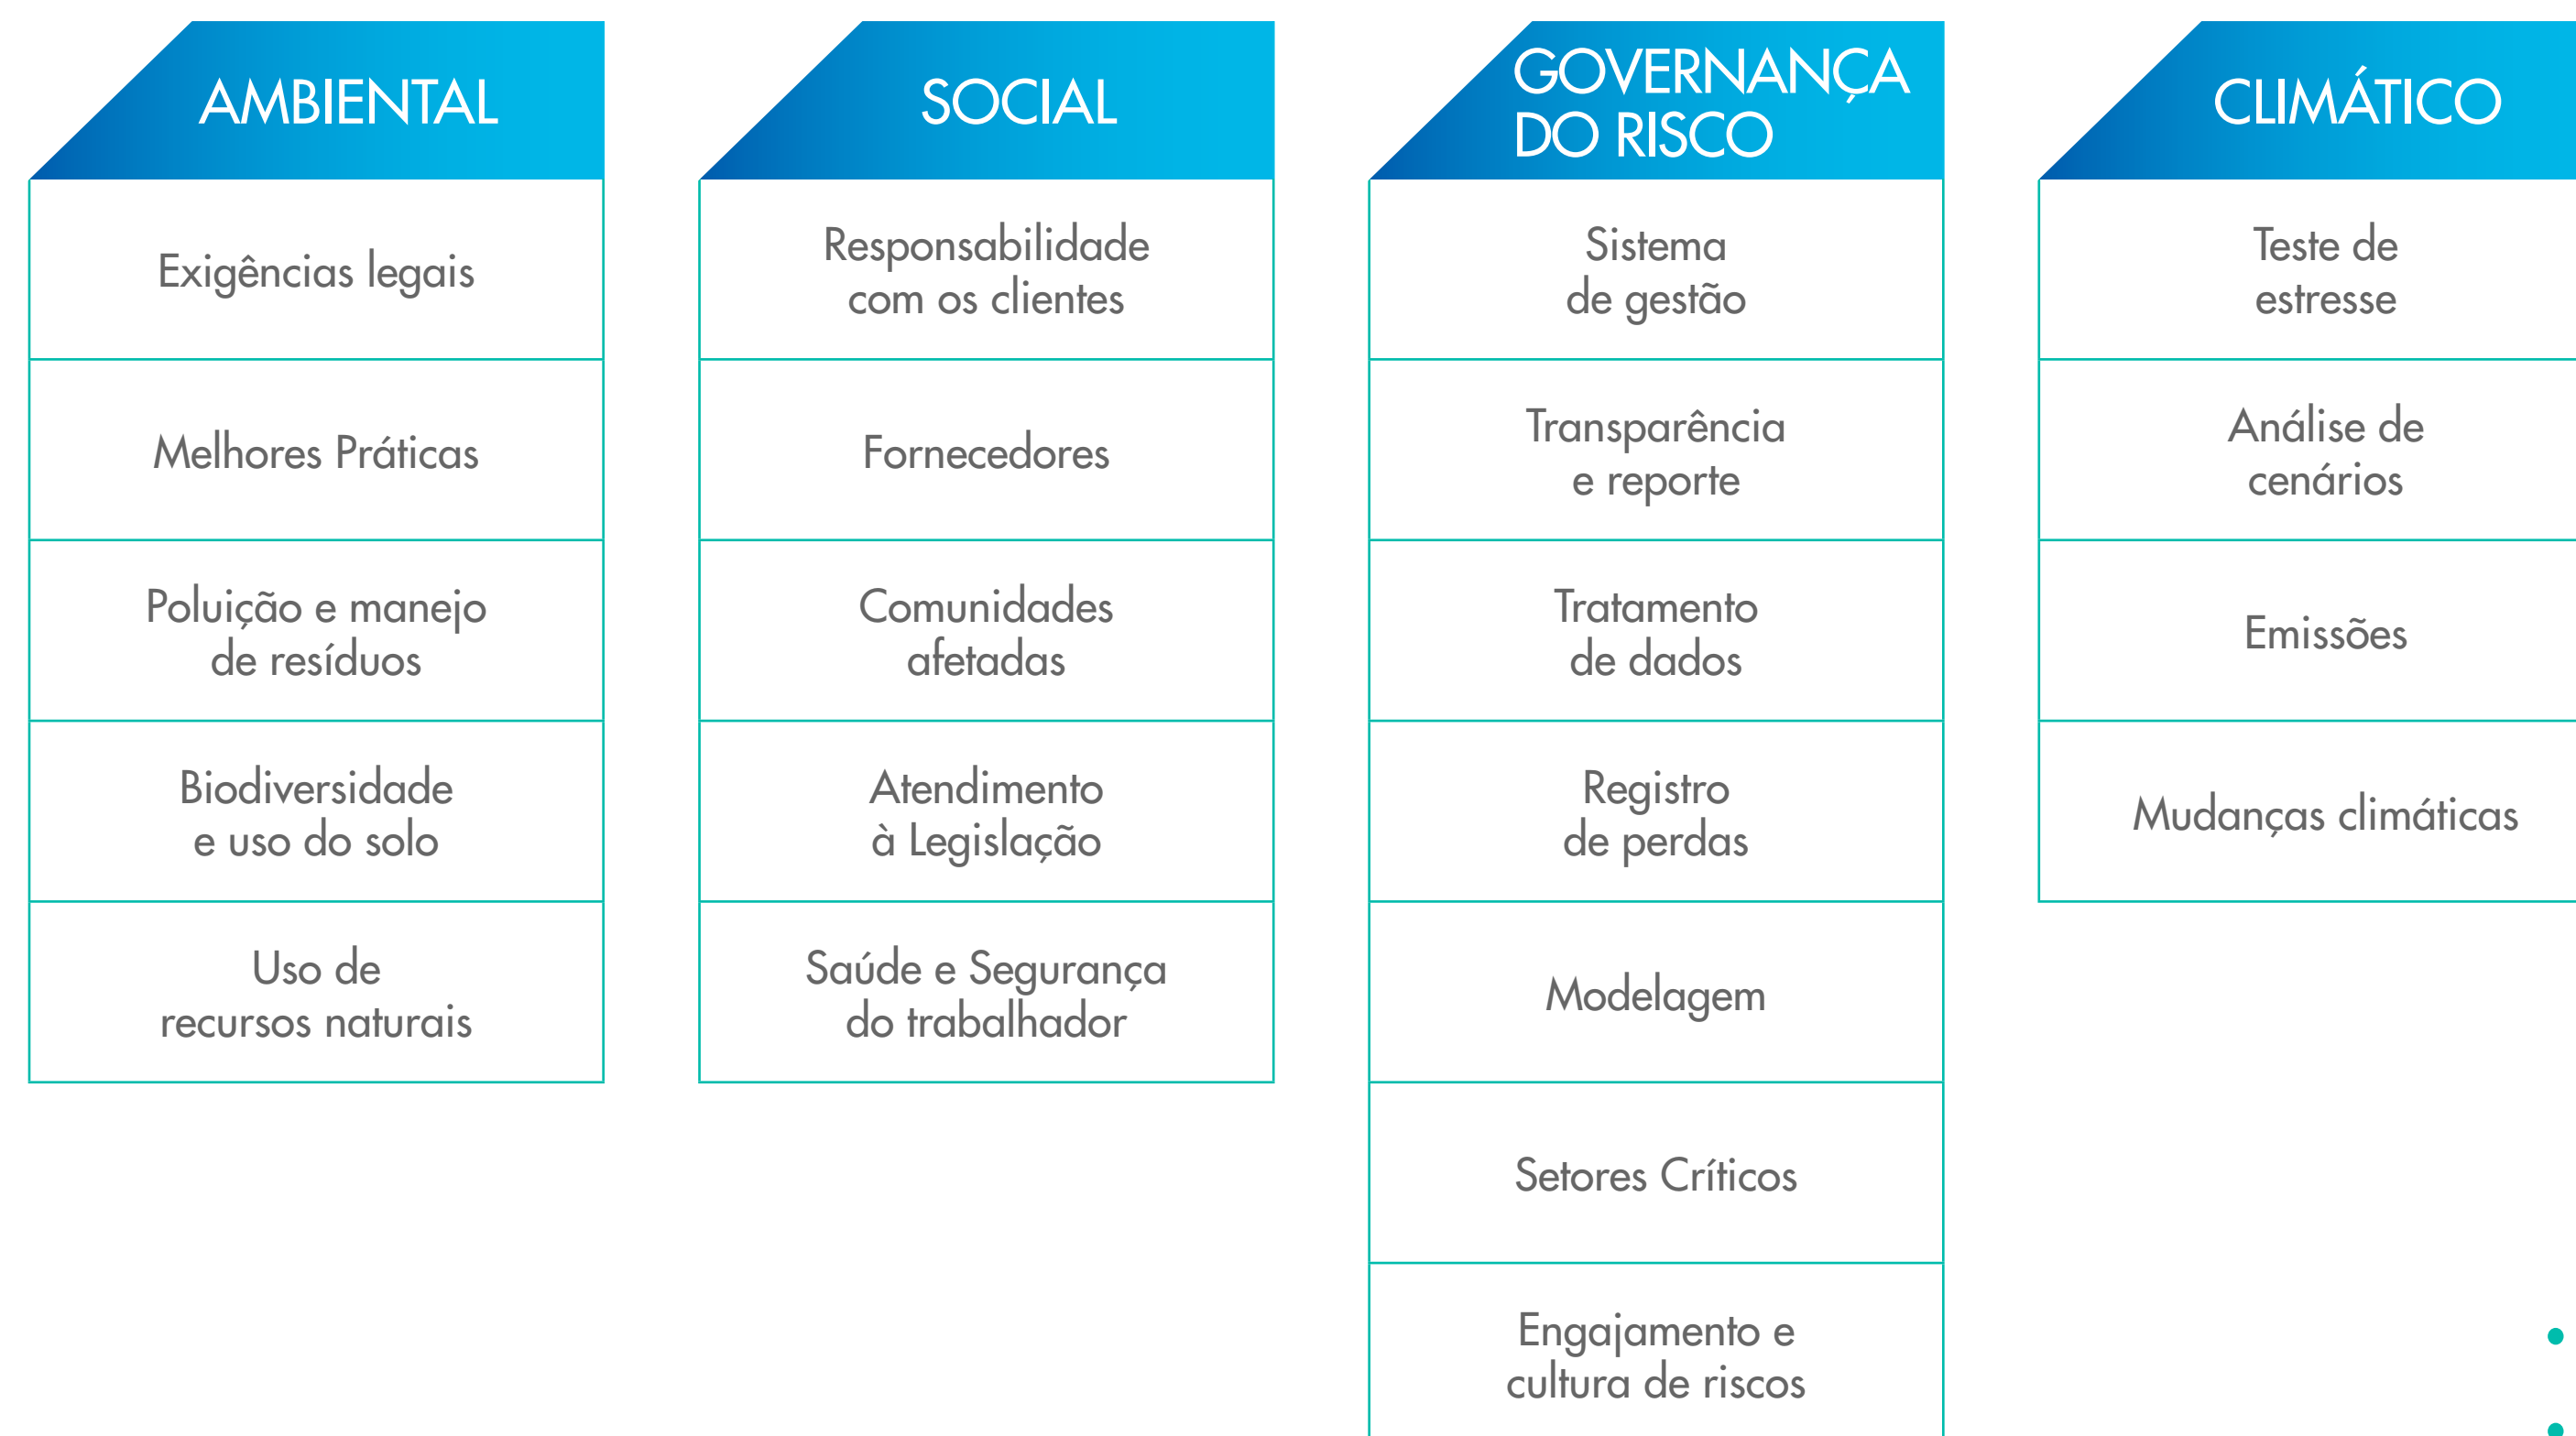 AMBIENTAL
Exigências legais
Melhores Práticas
Poluição e manejo
de resíduos
Biodiversidade
e uso do solo
Uso de
recursos naturais
SOCIAL
Responsabilidade
com os clientes
Fornecedores
Comunidades
afetadas
Atendimento
à Legislação
Saúde e Segurança
do trabalhador
GOVERNANÇA
DO RISCO
Sistema
de gestão
Transparência
e reporte
Tratamento
de dados
Registro
de perdas
Modelagem
Setores Críticos
Engajamento e
cultura de riscos
CLIMÁTICO
Teste de
estresse
Análise de
cenários
Emissões
Mudanças climáticas